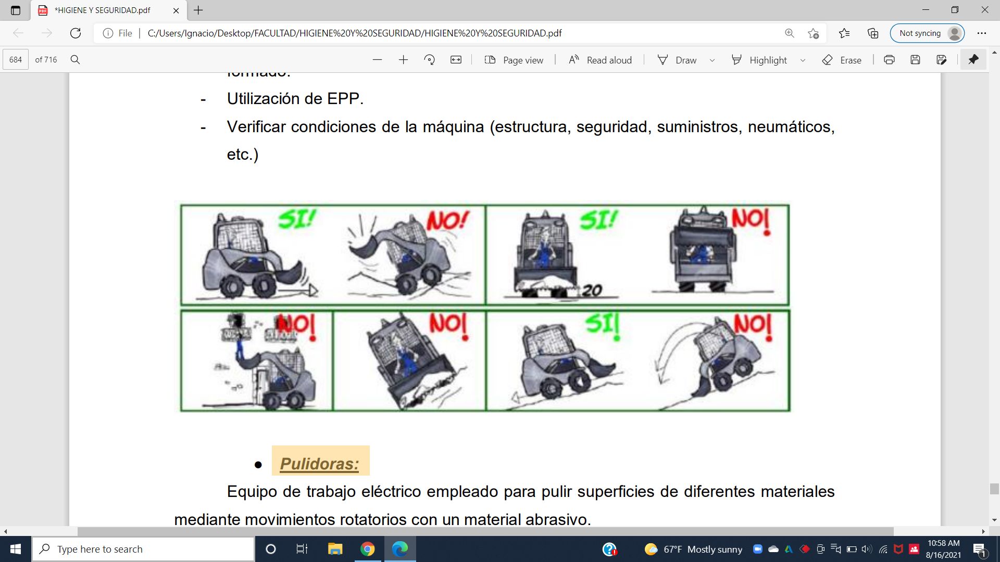 *HIGIENE Y SEGURIDAD.pdf
File
C:/Users/Ignacio/Desktop/FACULTAD/HIGIENE%20Y%20SEGURIDAD/HIGIENE%20Y%20SEGURIDAD.pdf
Not syncing
684 of 716
Page view
Read aloud
Draw
Highlight
Erase
formado.
- Utilización de EPP.
- Verificar condiciones de la máquina (estructura, seguridad, suministros, neumáticos,
etc.)
SI! NO! SI! NO!
20
NO! NO! SI! NO!
● Pulidoras:
Equipo de trabajo eléctrico empleado para pulir superficies de diferentes materiales
mediante movimientos rotatorios con un material abrasivo.
Type here to search
67°F Mostly sunny
10:58 AM
8/16/2021
1